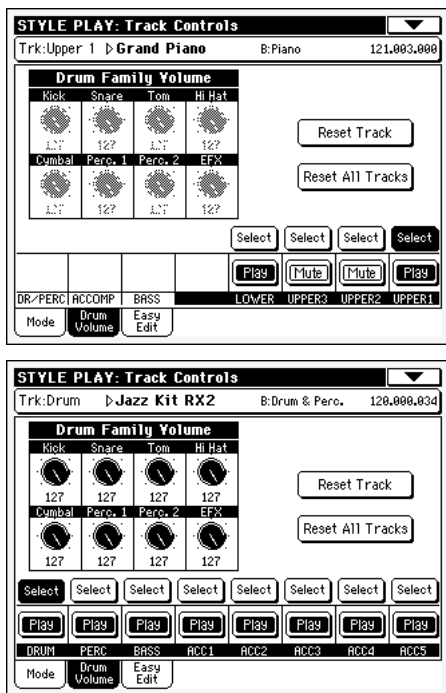 STYLE PLAY: Track Controls
Trk:Upper 1 Grand Piano B:Piano 121.003.000
Drum Family Volume
Kick Snare Tom Hi Hat
127 127 127 127
Reset Track
Cymbal Perc. 1 Perc. 2 EFX
127 127 127 127
Reset All Tracks
Select Select Select Select
Play Mute Mute Play
DR/PERC ACCOMP BASS LOWER UPPER3 UPPER2 UPPER1
Mode Drum Volume Easy Edit
STYLE PLAY: Track Controls
Trk:Drum Jazz Kit RX2 B:Drum & Perc. 120.000.034
Drum Family Volume
Kick Snare Tom Hi Hat
127 127 127 127
Reset Track
Cymbal Perc. 1 Perc. 2 EFX
127 127 127 127
Reset All Tracks
Select Select Select Select Select Select Select Select
Play Play Play Play Play Play Play Play
DRUM PERC BASS ACC1 ACC2 ACC3 ACC4 ACC5
Mode Drum Volume Easy Edit